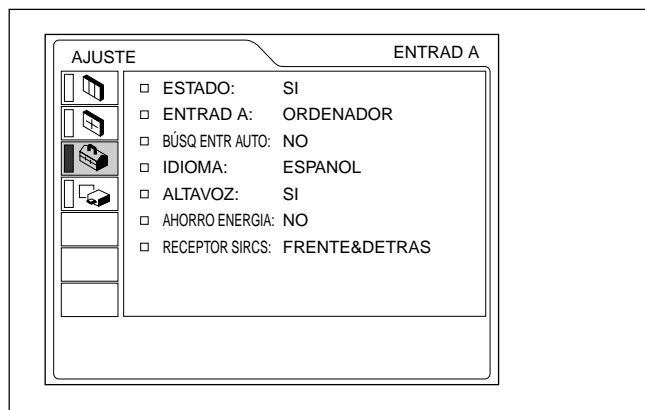 AJUSTE ENTRAD A
ESTADO: SI
ENTRAD A: ORDENADOR
BÚSQ ENTR AUTO: NO
IDIOMA: ESPANOL
ALTAVOZ: SI
AHORRO ENERGIA: NO
RECEPTOR SIRCS: FRENTE&DETRAS